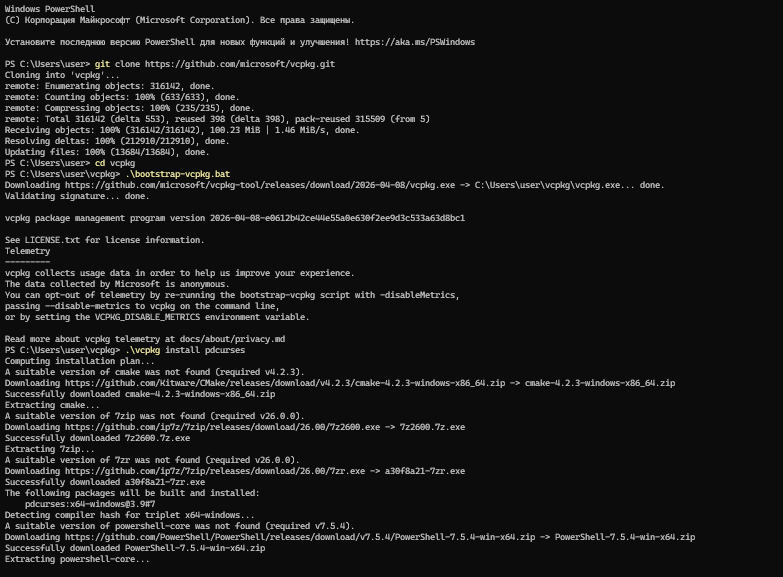 Windows PowerShell
(C) Корпорация Майкрософт (Microsoft Corporation). Все права защищены.
Установите последнюю версию PowerShell для новых функций и улучшения! https://aka.ms/PSWindows
PS C:\Users\user> git clone https://github.com/microsoft/vcpkg.git
Cloning into 'vcpkg'...
remote: Enumerating objects: 316142, done.
remote: Counting objects: 100% (633/633), done.
remote: Compressing objects: 100% (235/235), done.
remote: Total 316142 (delta 553), reused 398 (delta 398), pack-reused 315509 (from 5)
Receiving objects: 100% (316142/316142), 100.23 MiB | 1.46 MiB/s, done.
Resolving deltas: 100% (212910/212910), done.
Updating files: 100% (13684/13684), done.
PS C:\Users\user> cd vcpkg
PS C:\Users\user\vcpkg> .\bootstrap-vcpkg.bat
Downloading https://github.com/microsoft/vcpkg-tool/releases/download/2026-04-08/vcpkg.exe -> C:\Users\user\vcpkg\vcpkg.exe... done.
Validating signature... done.
vcpkg package management program version 2026-04-08-e0612b42ce44e55a0e630f2ee9d3c533a63d8bc1
See LICENSE.txt for license information.
Telemetry
---------
vcpkg collects usage data in order to help us improve your experience.
The data collected by Microsoft is anonymous.
You can opt-out of telemetry by re-running the bootstrap-vcpkg script with -disableMetrics,
passing --disable-metrics to vcpkg on the command line,
or by setting the VCPKG_DISABLE_METRICS environment variable.
Read more about vcpkg telemetry at docs/about/privacy.md
PS C:\Users\user\vcpkg> .\vcpkg install pdcurses
Computing installation plan...
A suitable version of cmake was not found (required v4.2.3).
Downloading https://github.com/Kitware/CMake/releases/download/v4.2.3/cmake-4.2.3-windows-x86_64.zip -> cmake-4.2.3-windows-x86_64.zip
Successfully downloaded cmake-4.2.3-windows-x86_64.zip
Extracting cmake...
A suitable version of 7zip was not found (required v26.0.0).
Downloading https://github.com/ip7z/7zip/releases/download/26.00/7z2600.exe -> 7z2600.7z.exe
Successfully downloaded 7z2600.7z.exe
Extracting 7zip...
A suitable version of 7zr was not found (required v26.0.0).
Downloading https://github.com/ip7z/7zip/releases/download/26.00/7zr.exe -> a30f8a21-7zr.exe
Successfully downloaded a30f8a21-7zr.exe
The following packages will be built and installed:
    pdcurses:x64-windows@3.9#7
Detecting compiler hash for triplet x64-windows...
A suitable version of powershell-core was not found (required v7.5.4).
Downloading https://github.com/PowerShell/PowerShell/releases/download/v7.5.4/PowerShell-7.5.4-win-x64.zip -> PowerShell-7.5.4-win-x64.zip
Successfully downloaded PowerShell-7.5.4-win-x64.zip
Extracting powershell-core...